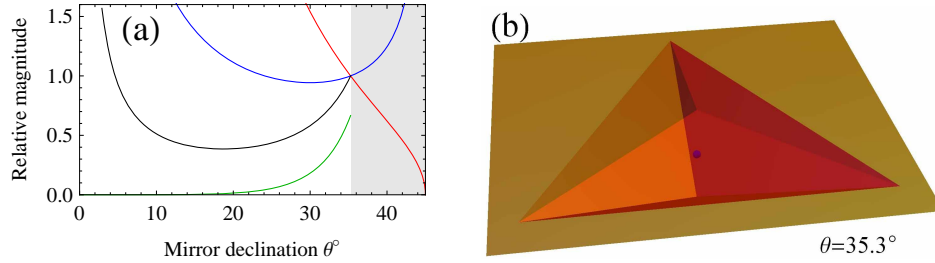 (a)
(b)
Relative magnitude
1.5
1.0
0.5
0.0
0 10 20 30 40
Mirror declination θ°
θ=35.3°